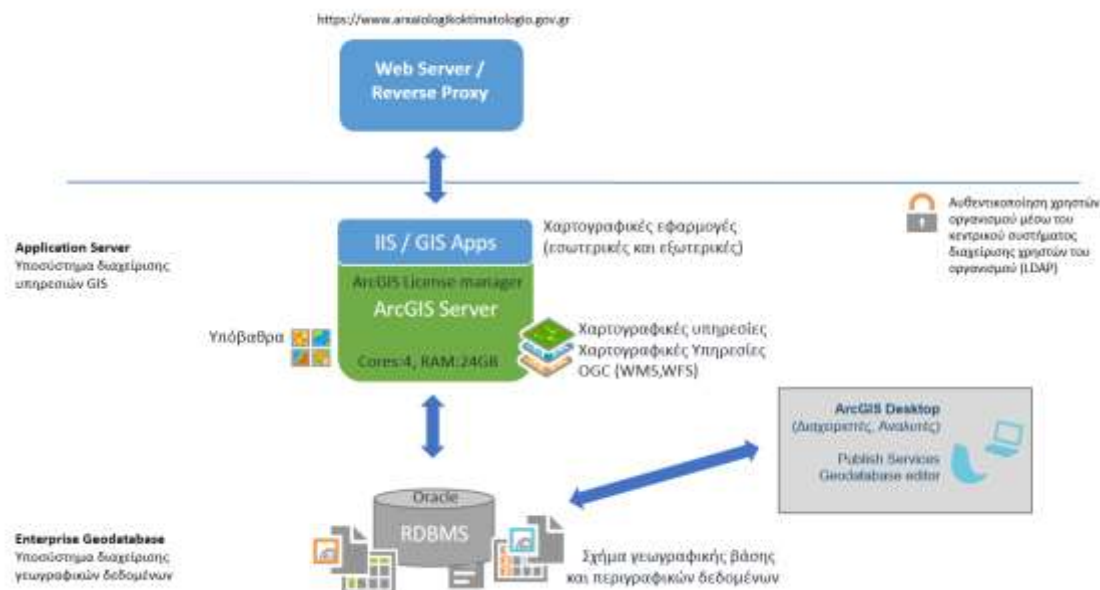 https://www.arxaiologikoktimatologio.gov.gr
Web Server /
Reverse Proxy
Αυθεντικοποίηση χρηστών
οργανισμού μέσω του
κεντρικού συστήματος
διαχείρισης χρηστών του
οργανισμού (LDAP)
IIS / GIS Apps
Χαρτογραφικές εφαρμογές
(εσωτερικές και εξωτερικές)
Application Server
Υποσύστημα διαχείρισης
υπηρεσιών GIS
ArcGIS License manager
ArcGIS Server
Υπόβαθρα
Cores:4, RAM:24GB
Χαρτογραφικές υπηρεσίες
Χαρτογραφικές Υπηρεσίες
OGC (WMS,WFS)
ArcGIS Desktop
(Διαχειριστές, Αναλυτές)
Publish Services
Geodatabase editor
Oracle
RDBMS
Enterprise Geodatabase
Υποσύστημα διαχείρισης
γεωγραφικών δεδομένων
Σχήμα γεωγραφικής βάσης
και περιγραφικών δεδομένων